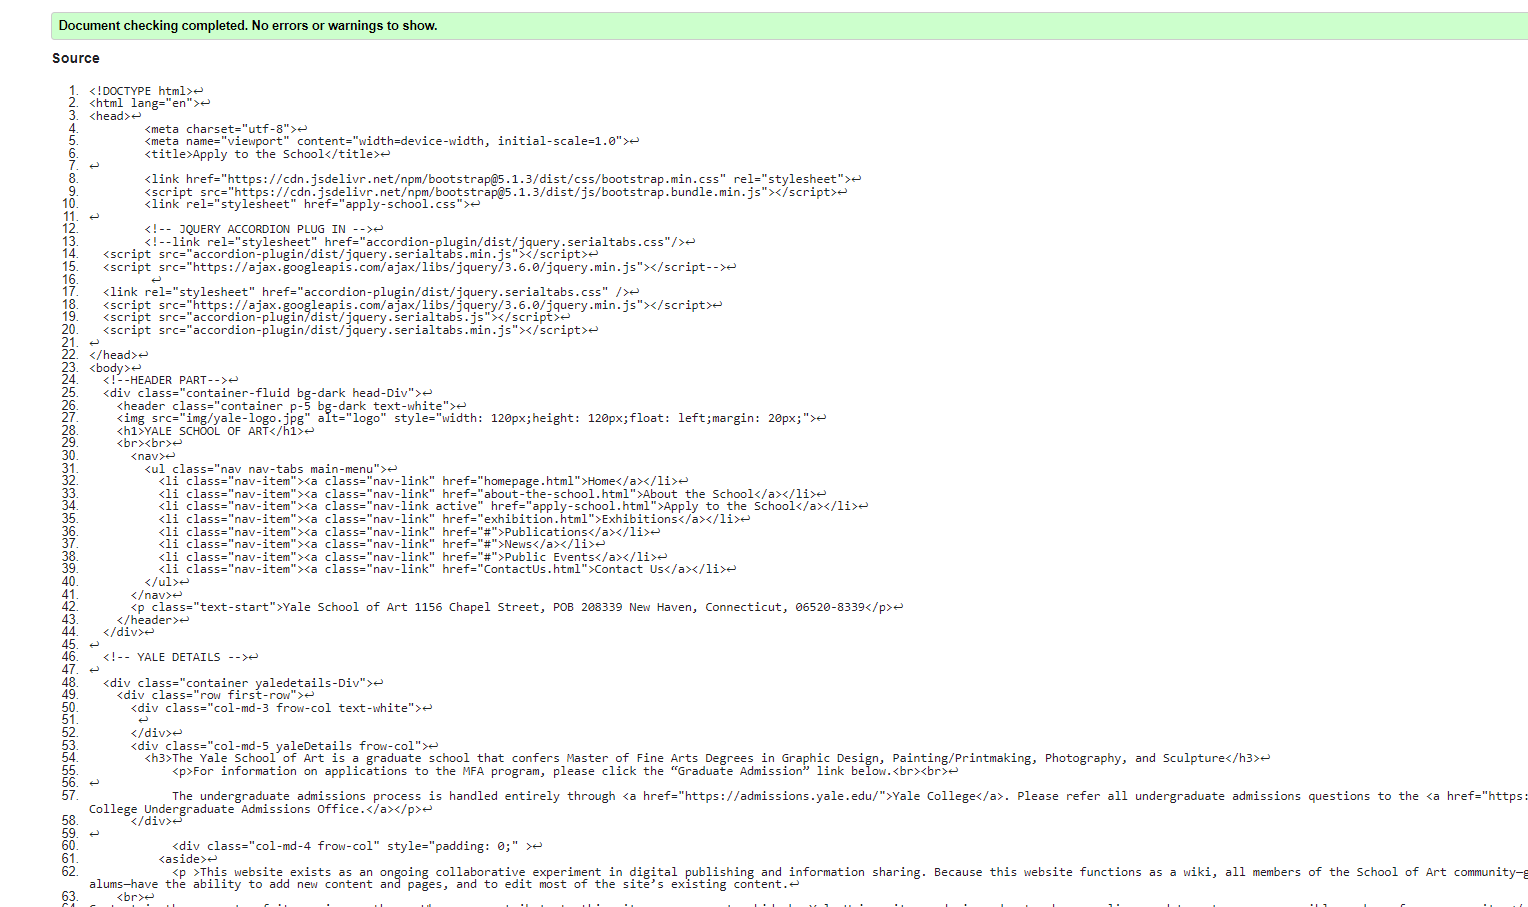 Document checking completed. No errors or warnings to show.
Source
1. <!DOCTYPE html>↩
2. <html lang="en">↩
3. <head>↩
4. <meta charset="utf-8">↩
5. <meta name="viewport" content="width=device-width, initial-scale=1.0">↩
6. <title>Apply to the School</title>↩
7. ↩
8. <link href="https://cdn.jsdelivr.net/npm/bootstrap@5.1.3/dist/css/bootstrap.min.css" rel="stylesheet">↩
9. <script src="https://cdn.jsdelivr.net/npm/bootstrap@5.1.3/dist/js/bootstrap.bundle.min.js"></script>↩
10. <link rel="stylesheet" href="apply-school.css">↩
11. ↩
12. <!-- JQUERY ACCORDION PLUG IN -->↩
13. <!--link rel="stylesheet" href="accordion-plugin/dist/jquery.serialtabs.css"/>↩
14. <script src="accordion-plugin/dist/jquery.serialtabs.min.js"></script>↩
15. <script src="https://ajax.googleapis.com/ajax/libs/jquery/3.6.0/jquery.min.js"></script-->↩
16. ↩
17. <link rel="stylesheet" href="accordion-plugin/dist/jquery.serialtabs.css" />↩
18. <script src="https://ajax.googleapis.com/ajax/libs/jquery/3.6.0/jquery.min.js"></script>↩
19. <script src="accordion-plugin/dist/jquery.serialtabs.js"></script>↩
20. <script src="accordion-plugin/dist/jquery.serialtabs.min.js"></script>↩
21. ↩
22. </head>↩
23. <body>↩
24. <!--HEADER PART-->↩
25. <div class="container-fluid bg-dark head-Div">↩
26. <header class="container p-5 bg-dark text-white">↩
27. <img src="img/yale-logo.jpg" alt="logo" style="width: 120px;height: 120px;float: left;margin: 20px;">↩
28. <h1>YALE SCHOOL OF ART</h1>↩
29. <br><br>↩
30. <nav>↩
31. <ul class="nav nav-tabs main-menu">↩
32. <li class="nav-item"><a class="nav-link" href="homepage.html">Home</a></li>↩
33. <li class="nav-item"><a class="nav-link" href="about-the-school.html">About the School</a></li>↩
34. <li class="nav-item"><a class="nav-link active" href="apply-school.html">Apply to the School</a></li>↩
35. <li class="nav-item"><a class="nav-link" href="exhibition.html">Exhibitions</a></li>↩
36. <li class="nav-item"><a class="nav-link" href="#">Publications</a></li>↩
37. <li class="nav-item"><a class="nav-link" href="#">News</a></li>↩
38. <li class="nav-item"><a class="nav-link" href="#">Public Events</a></li>↩
39. <li class="nav-item"><a class="nav-link" href="ContactUs.html">Contact Us</a></li>↩
40. </ul>↩
41. </nav>↩
42. <p class="text-start">Yale School of Art 1156 Chapel Street, POB 208339 New Haven, Connecticut, 06520-8339</p>↩
43. </header>↩
44. </div>↩
45. ↩
46. <!-- YALE DETAILS -->↩
47. ↩
48. <div class="container yaledetails-Div">↩
49. <div class="row first-row">↩
50. <div class="col-md-3 frow-col text-white">↩
51. ↩
52. </div>↩
53. <div class="col-md-5 yaleDetails frow-col">↩
54. <h3>The Yale School of Art is a graduate school that confers Master of Fine Arts Degrees in Graphic Design, Painting/Printmaking, Photography, and Sculpture</h3>↩
55. <p>For information on applications to the MFA program, please click the “Graduate Admission” link below.<br><br>↩
56. ↩
57. The undergraduate admissions process is handled entirely through <a href="https://admissions.yale.edu/">Yale College</a>. Please refer all undergraduate admissions questions to the <a href="https:
College Undergraduate Admissions Office.</a></p>↩
58. </div>↩
59. ↩
60. <div class="col-md-4 frow-col" style="padding: 0;" >↩
61. <aside>↩
62. <p >This website exists as an ongoing collaborative experiment in digital publishing and information sharing. Because this website functions as a wiki, all members of the School of Art community—g
alums—have the ability to add new content and pages, and to edit most of the site’s existing content.↩
63. <br>↩